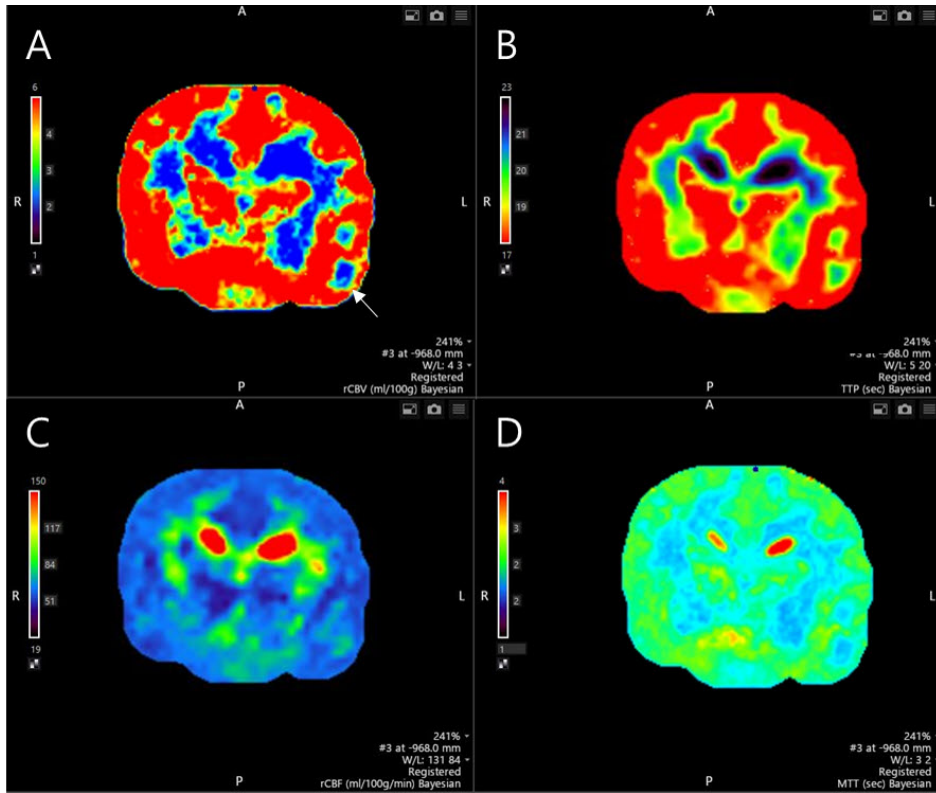 A
A
6
4
3
2
1
R
L
P
241%
#3 at -968.0 mm
W/L: 4 3
Registered
rCBV (ml/100g) Bayesian
B
A
23
21
20
19
17
R
L
P
241%
-968.0 mm
W/L: 5 20
Registered
TTP (sec) Bayesian
C
A
150
117
84
51
19
R
L
P
241%
#3 at -968.0 mm
W/L: 131 84
Registered
rCBF (ml/100g/min) Bayesian
D
A
4
3
2
2
1
R
L
P
241%
#3 at -968.0 mm
W/L: 3 2
Registered
MTT (sec) Bayesian